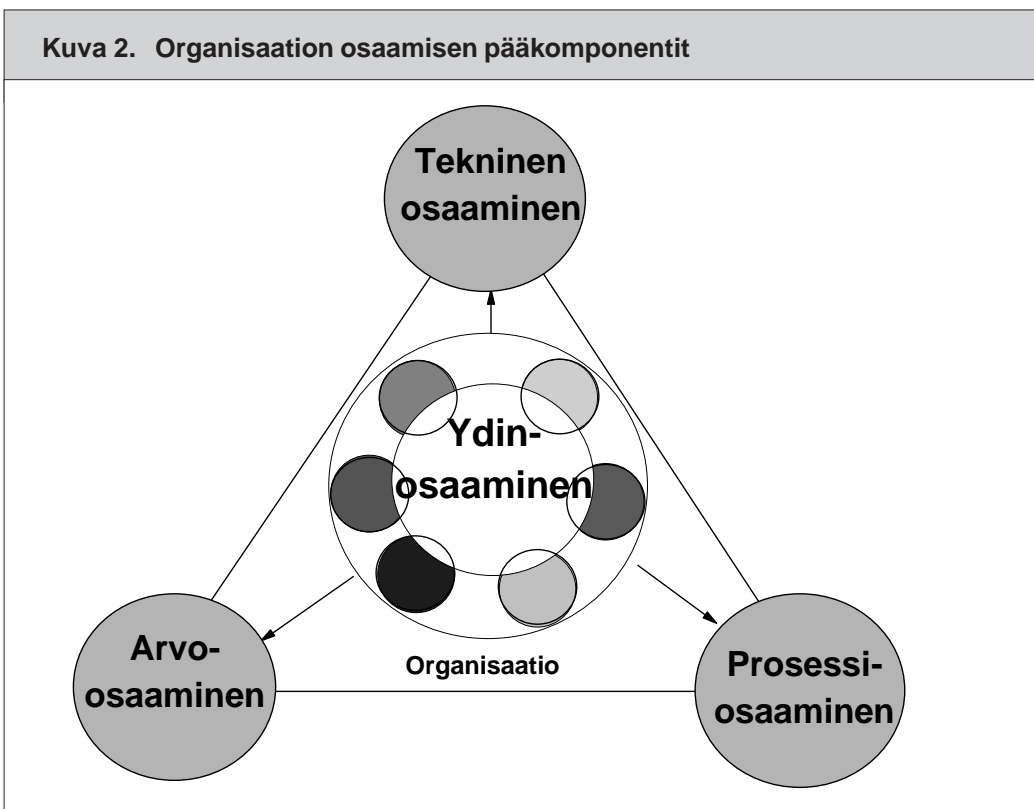 Kuva 2. Organisaation osaamisen pääkomponentit
Tekninen
osaaminen
Ydin-
osaaminen
Arvo-
osaaminen
Organisaatio
Prosessi-
osaaminen